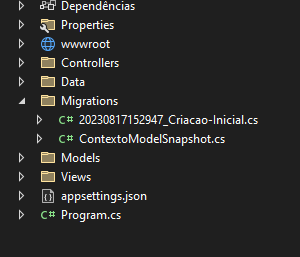 Dependências
Properties
wwwroot
Controllers
Data
Migrations
C# 20230817152947_Criacao-Inicial.cs
C# ContextoModelSnapshot.cs
Models
Views
appsettings.json
C# Program.cs